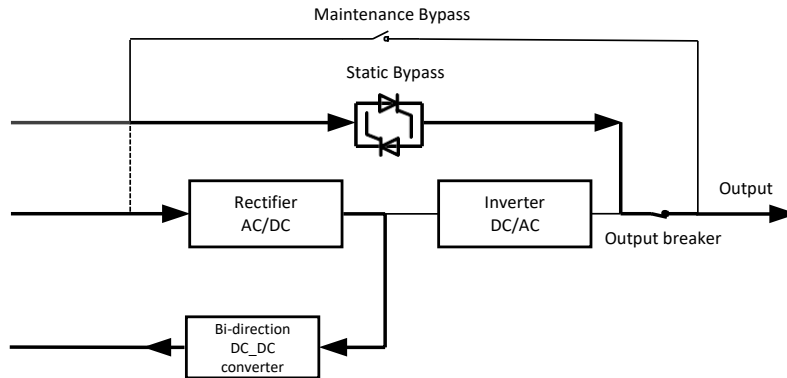 Maintenance Bypass
Static Bypass
Rectifier
AC/DC
Inverter
DC/AC
Output
Output breaker
Bi-direction
DC_DC
converter